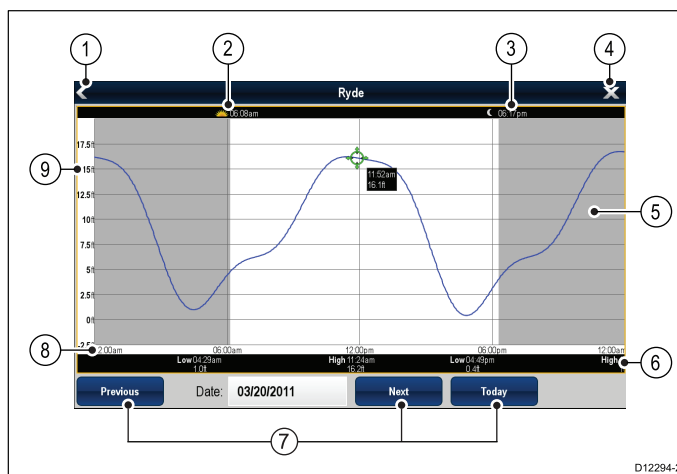 1 2 3 4
Ryde
06:08am 06:17pm
17.5ft
15ft
12.5ft
10ft
7.5ft
5ft
2.5ft
0ft
-2.5ft
11:52am
16.1ft
9
5
8
6
2:00am 06:00am 12:00pm 06:00pm 12:00am
Low 04:29am High 11:24am Low 04:49pm High
1.0ft 16.2ft 0.4ft
Previous Date: 03/20/2011 Next Today
7
D12294-2